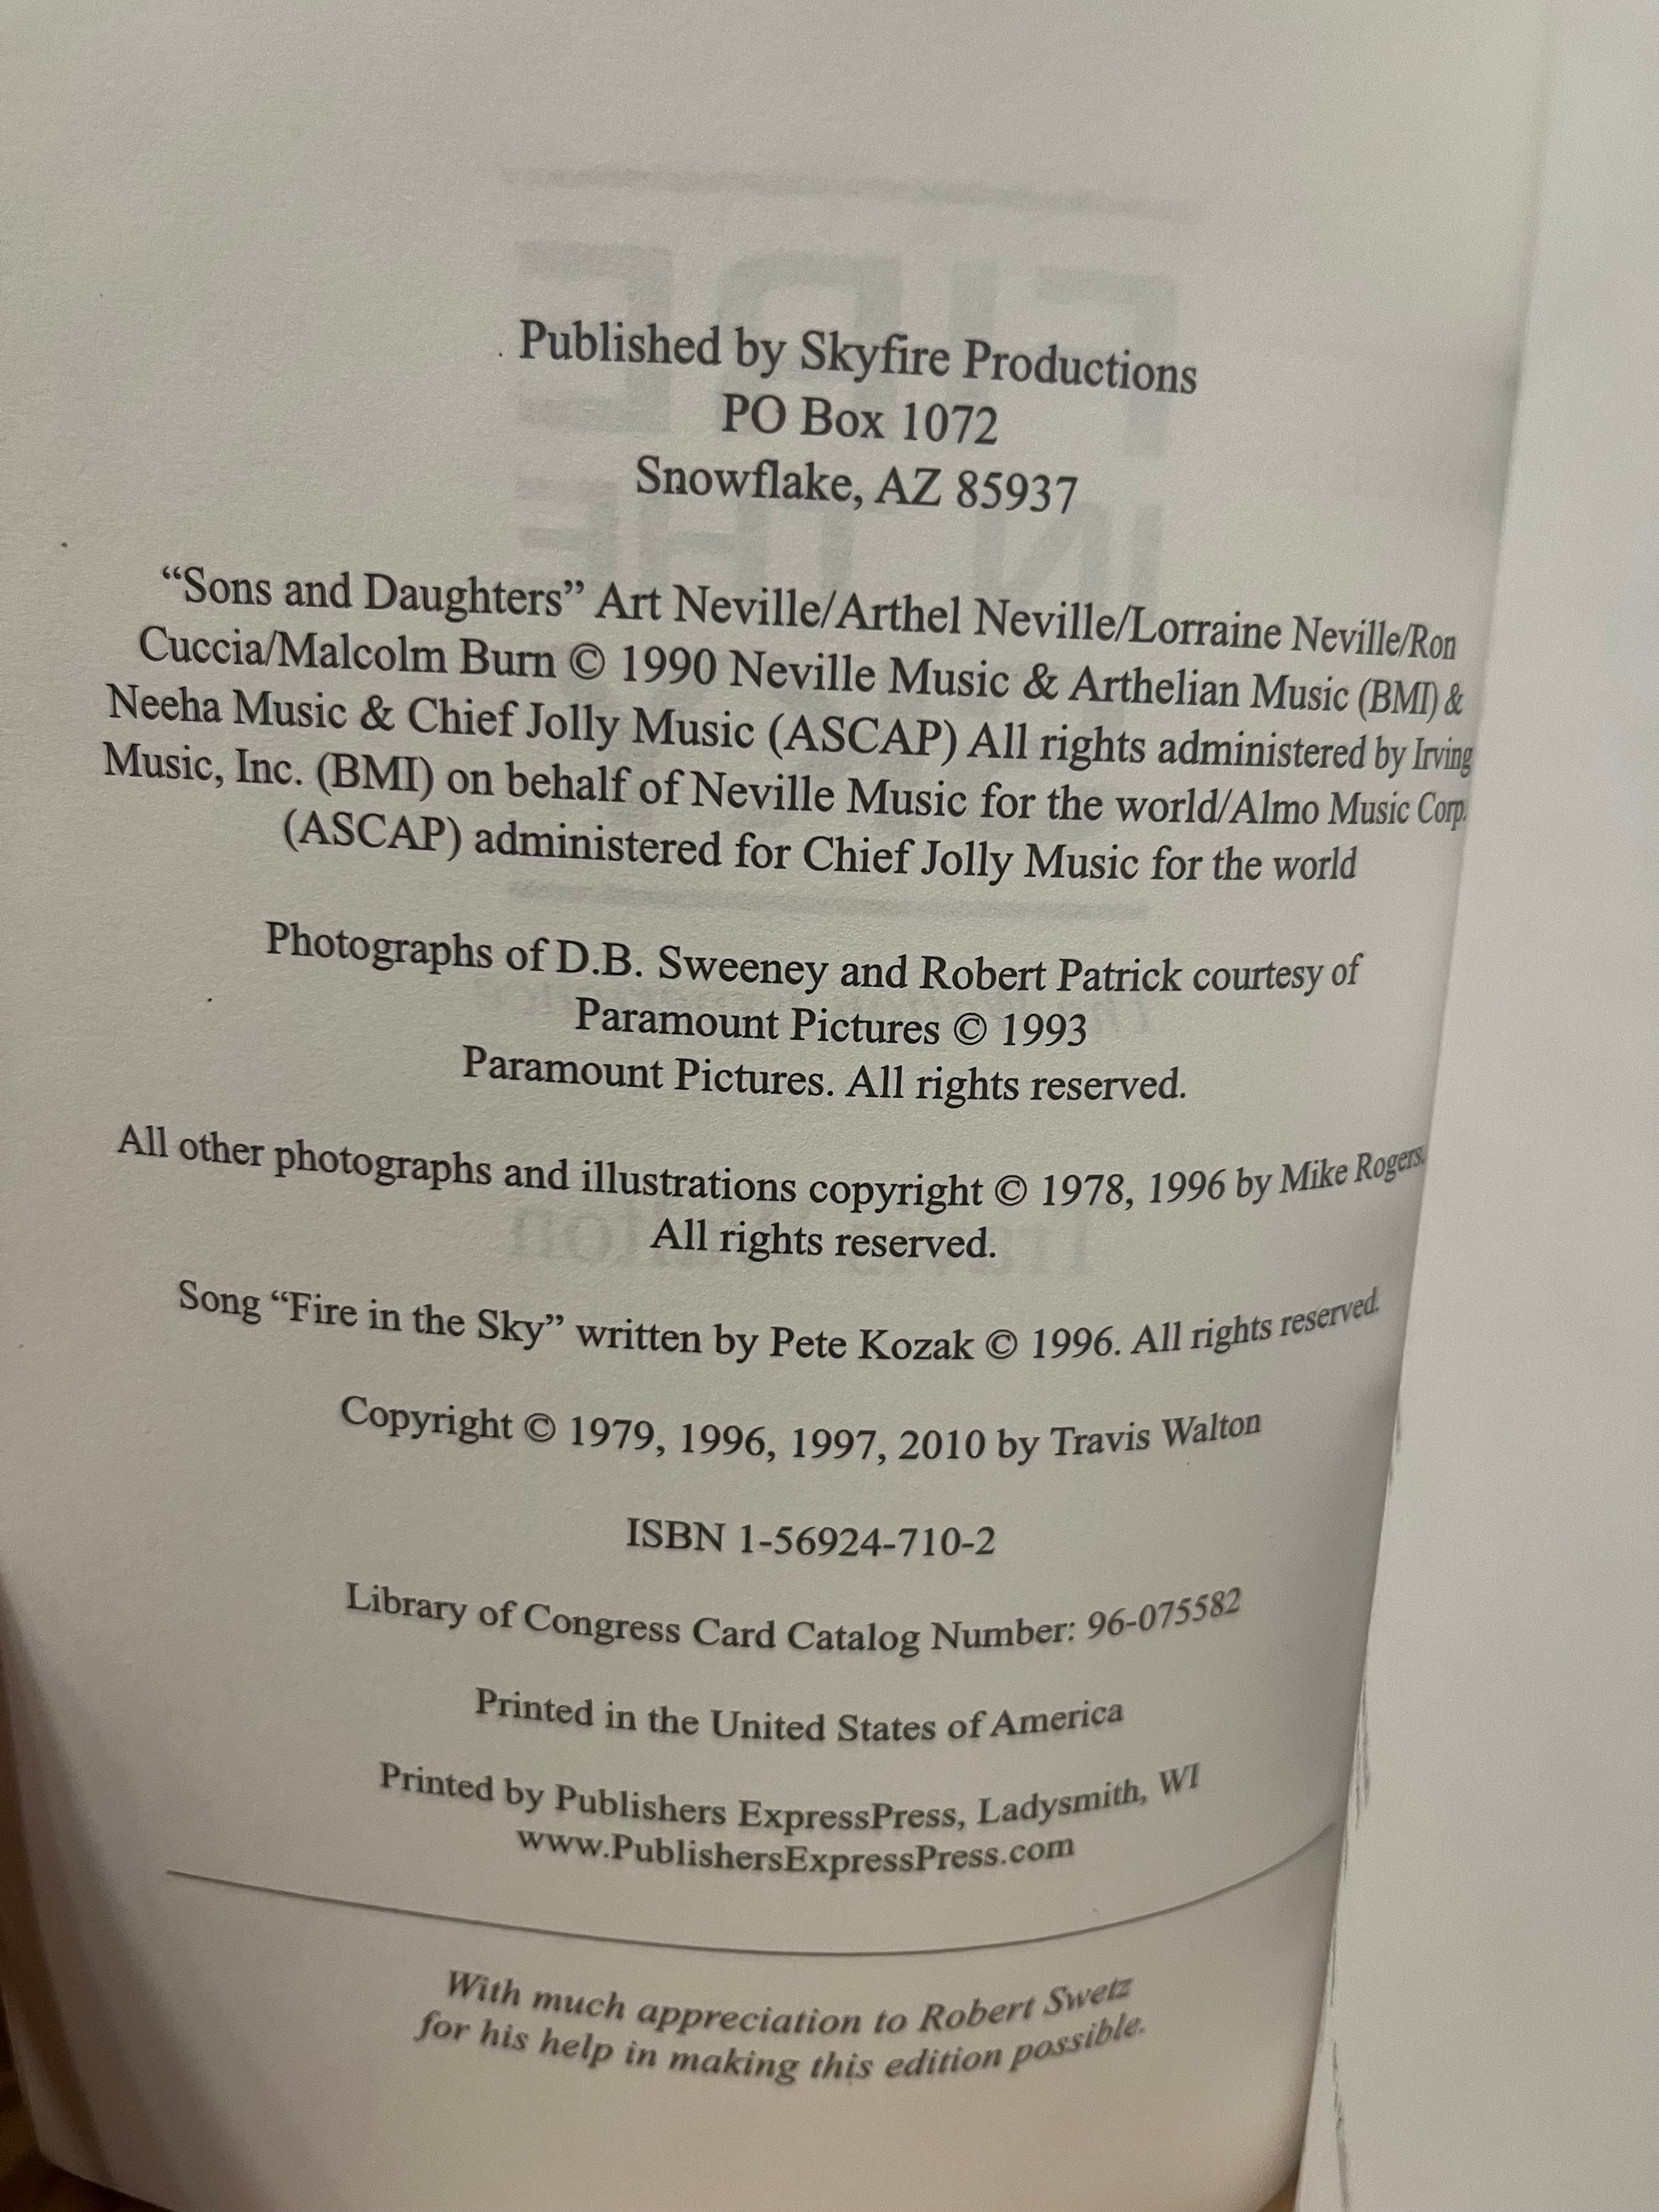 Published by Skyfire Productions
PO Box 1072
Snowflake, AZ 85937
“Sons and Daughters” Art Neville/Arthel Neville/Lorraine Neville/Ron
Cuccia/Malcolm Burn © 1990 Neville Music & Arthelian Music (BMI) &
Neeha Music & Chief Jolly Music (ASCAP) All rights administered by Irving
Music, Inc. (BMI) on behalf of Neville Music for the world/Almo Music Corp.
(ASCAP) administered for Chief Jolly Music for the world
Photographs of D.B. Sweeney and Robert Patrick courtesy of
Paramount Pictures © 1993
Paramount Pictures. All rights reserved.
All other photographs and illustrations copyright © 1978, 1996 by Mike Rogers.
All rights reserved.
Song “Fire in the Sky” written by Pete Kozak © 1996. All rights reserved.
Copyright © 1979, 1996, 1997, 2010 by Travis Walton
ISBN 1-56924-710-2
Library of Congress Card Catalog Number: 96-075582
Printed in the United States of America
Printed by Publishers ExpressPress, Ladysmith, WI
www.PublishersExpressPress.com
With much appreciation to Robert Swetz
for his help in making this edition possible.